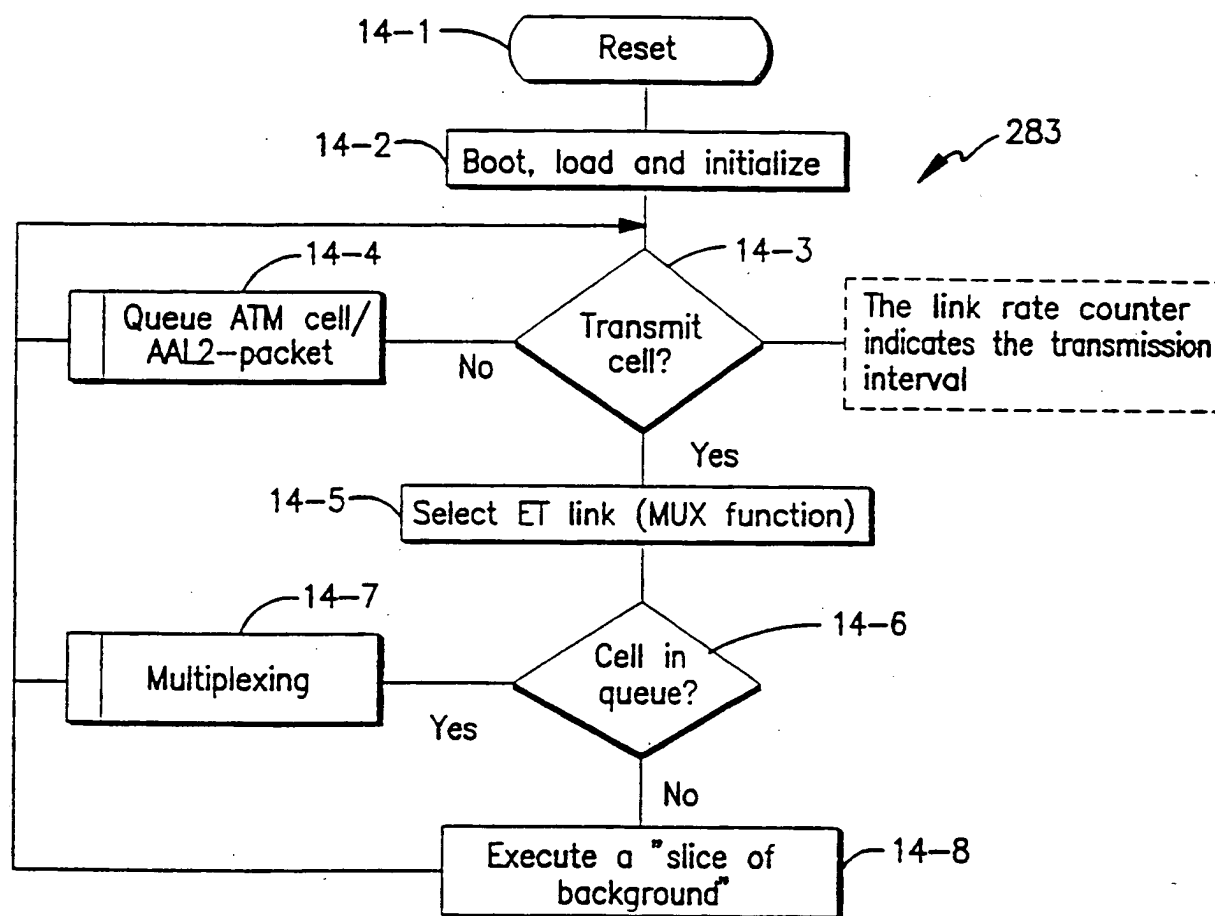 14-1
Reset
14-2
Boot, load and initialize
283
14-4
14-3
Queue ATM cell/
AAL2-packet
No
Transmit
cell?
The link rate counter
indicates the transmission
interval
Yes
14-5
Select ET link (MUX function)
14-7
14-6
Multiplexing
Yes
Cell in
queue?
No
Execute a "slice of
background"
14-8